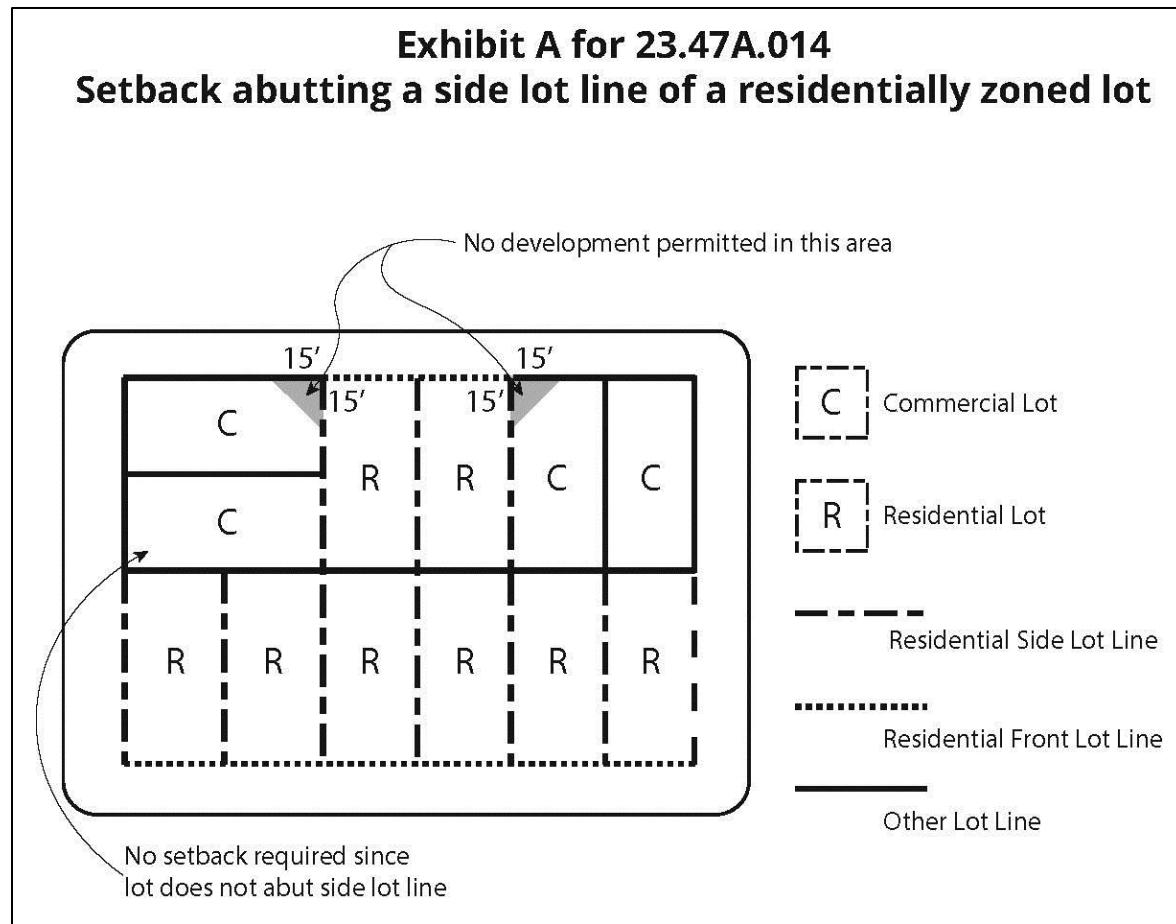 Exhibit A for 23.47A.014
Setback abutting a side lot line of a residentially zoned lot
No development permitted in this area
15’
15’
15’
15’
C
R
R
C
C
C
R
R
R
R
R
R
C
Commercial Lot
R
Residential Lot
Residential Side Lot Line
Residential Front Lot Line
Other Lot Line
No setback required since
lot does not abut side lot line